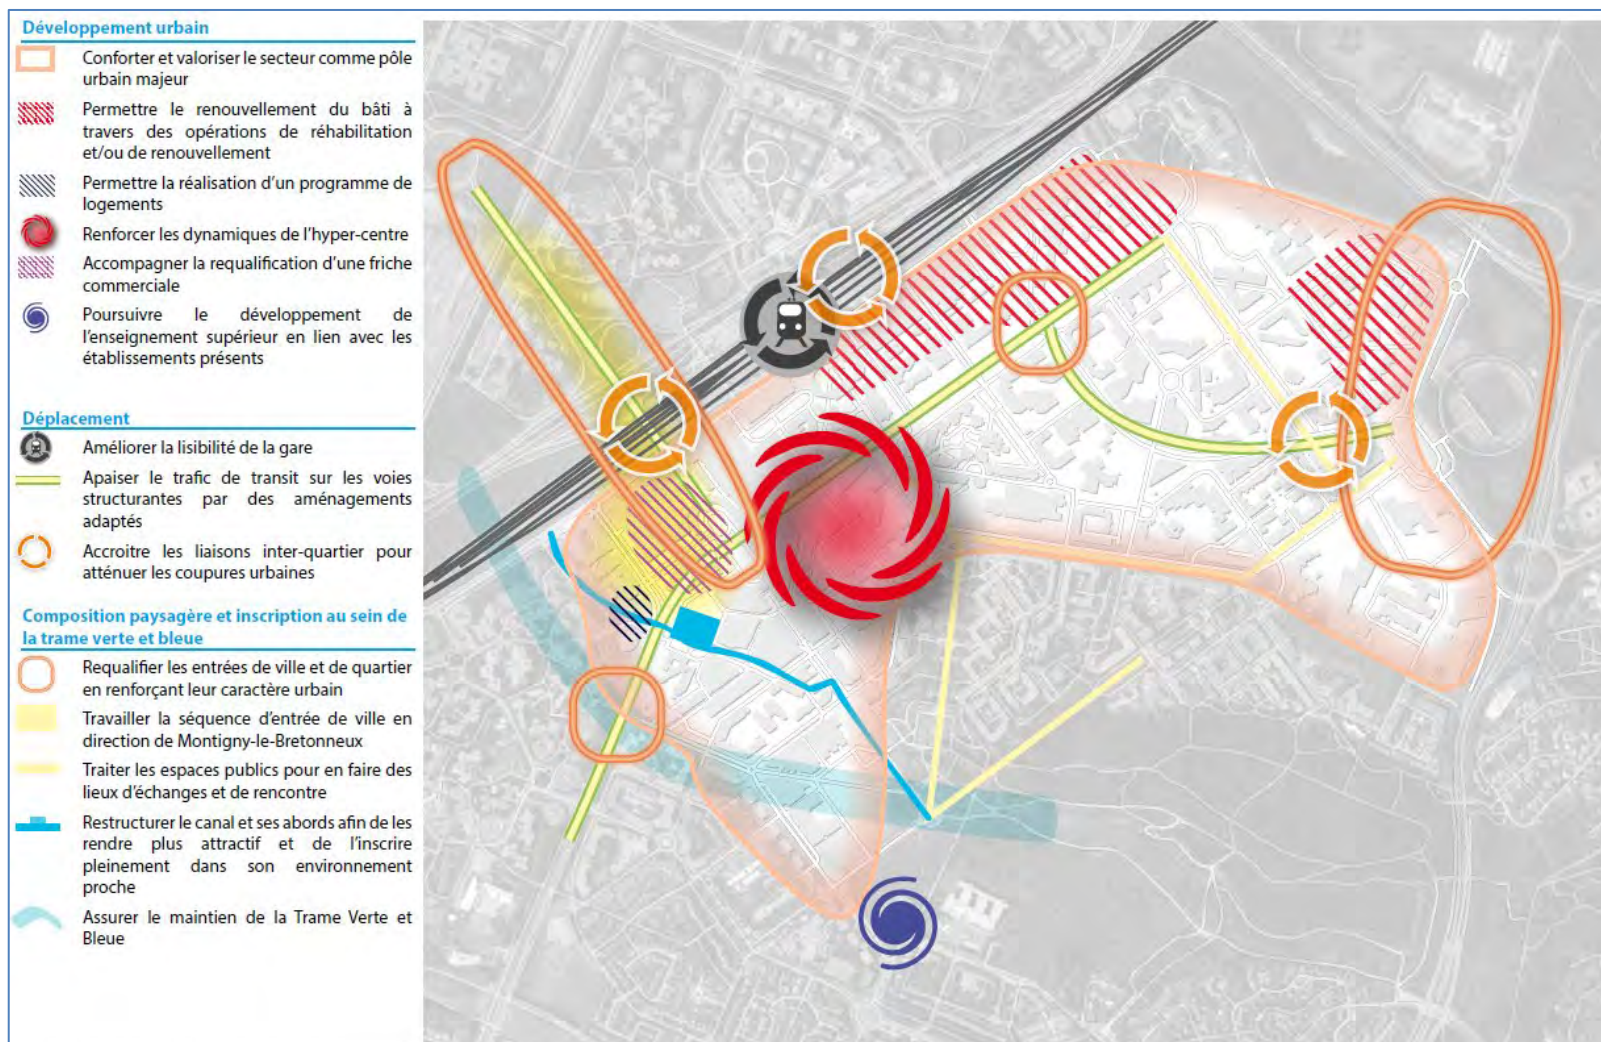 Développement urbain
Conforter et valoriser le secteur comme pôle
urbain majeur
Permettre le renouvellement du bâti à
travers des opérations de réhabilitation
et/ou de renouvellement
Permettre la réalisation d'un programme de
logements
Renforcer les dynamiques de l'hyper-centre
Accompagner la requalification d'une friche
commerciale
Poursuivre le développement de
l'enseignement supérieur en lien avec les
établissements présents
Déplacement
Améliorer la lisibilité de la gare
Apaiser le trafic de transit sur les voies
structurantes par des aménagements
adaptés
Accroitre les liaisons inter-quartier pour
atténuer les coupures urbaines
Composition paysagère et inscription au sein de
la trame verte et bleue
Requalifier les entrées de ville et de quartier
en renforçant leur caractère urbain
Travailler la séquence d'entrée de ville en
direction de Montigny-le-Bretonneux
Traiter les espaces publics pour en faire des
lieux d'échanges et de rencontre
Restructurer le canal et ses abords afin de les
rendre plus attractif et de l'inscrire
pleinement dans son environnement
proche
Assurer le maintien de la Trame Verte et
Bleue